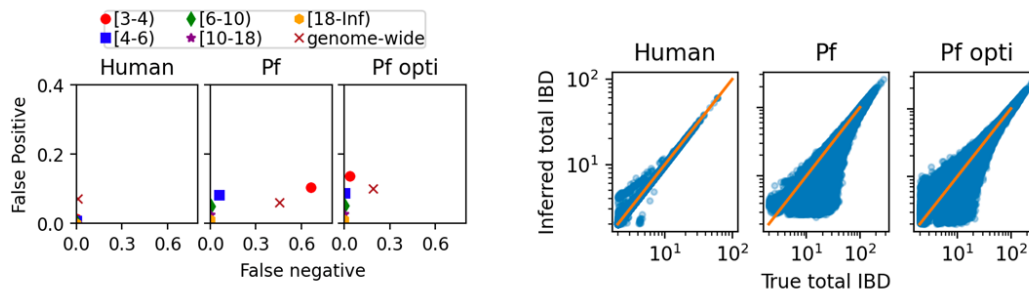 [3-4) [6-10) [18-Inf)
[4-6) [10-18) genome-wide
Human Pf Pf opti
False Positive
0.4
0.2
0.0
0.0 0.3 0.6 0.0 0.3 0.6 0.0 0.3 0.6
False negative
Human Pf Pf opti
Inferred total IBD
10²
10¹
10¹ 10² 10¹ 10² 10¹ 10²
True total IBD